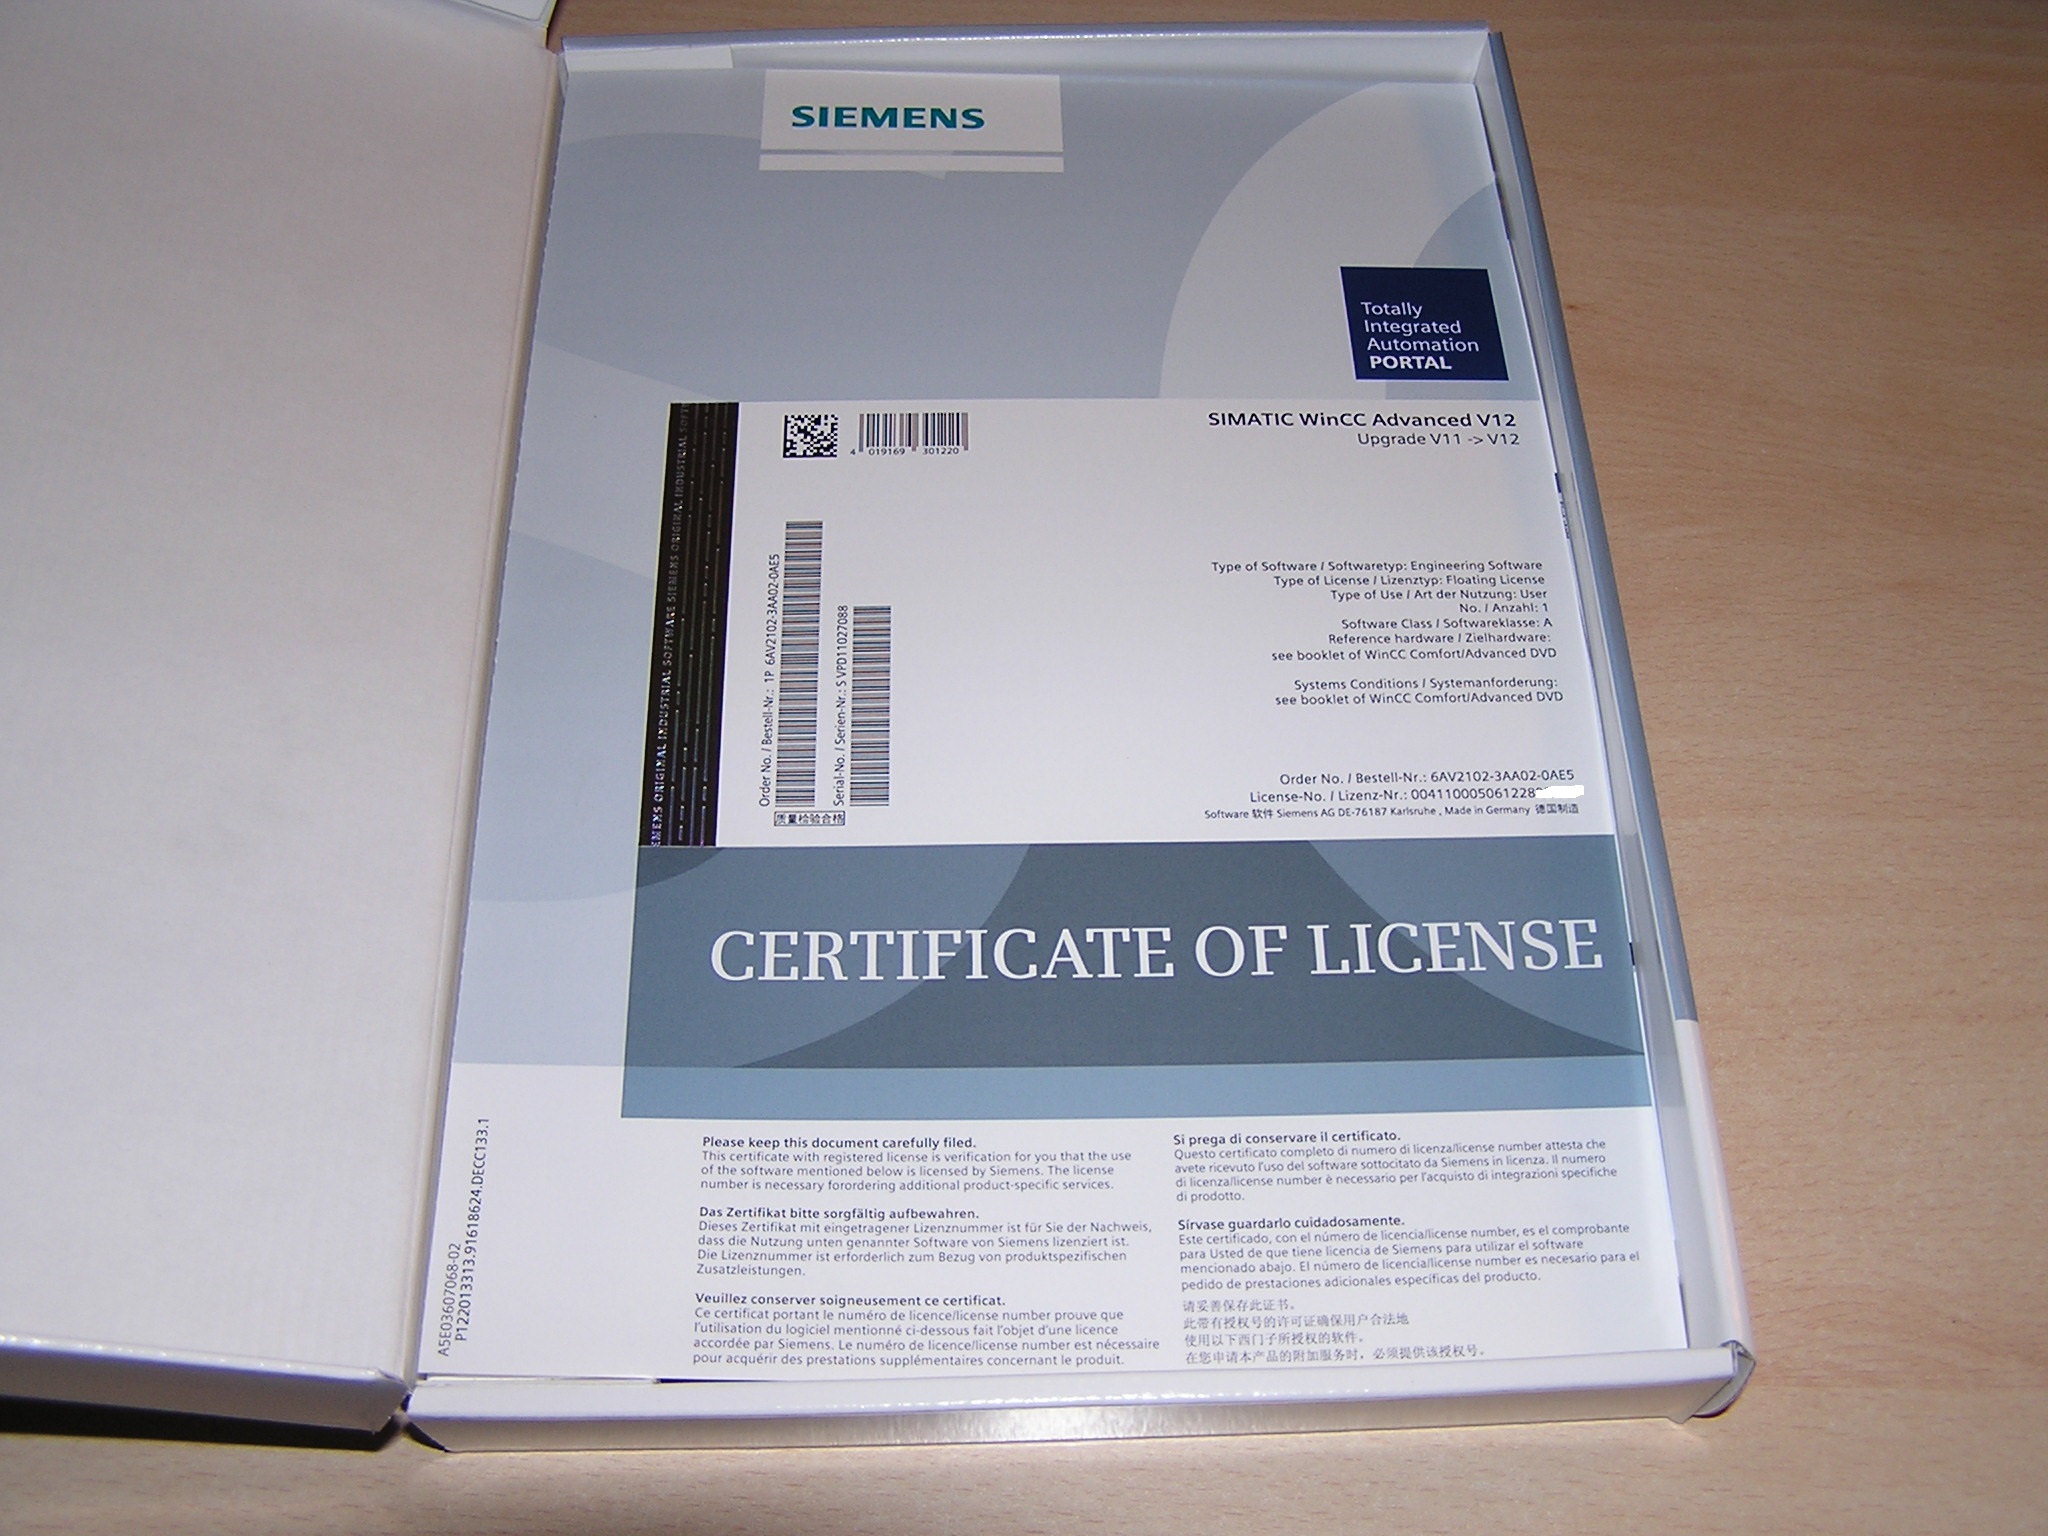 SIEMENS
Totally
Integrated
Automation
PORTAL
SIMATIC WinCC Advanced V12
Upgrade V11 -> V12
4 019169 301220
Order No. / Bestell-Nr.: 1P 6AV2102-3AA02-0AE5
Serial-No. / Serien-Nr.: S VPD11027088
质量检验合格
EMENS ORIGINAL INDUSTRIAL SOFTWARE SIEMENS ORIGINAL INDUSTRIAL SOFTW
Type of Software / Softwaretyp: Engineering Software
Type of License / Lizenztyp: Floating License
Type of Use / Art der Nutzung: User
No. / Anzahl: 1
Software Class / Softwareklasse: A
Reference hardware / Zielhardware:
see booklet of WinCC Comfort/Advanced DVD
Systems Conditions / Systemanforderung:
see booklet of WinCC Comfort/Advanced DVD
Order No. / Bestell-Nr.: 6AV2102-3AA02-0AE5
License-No. / Lizenz-Nr.: 00411000506122
Software 软件 Siemens AG DE-76187 Karlsruhe , Made in Germany 德国制造
CERTIFICATE OF LICENSE
Please keep this document carefully filed.
This certificate with registered license is verification for you that the use
of the software mentioned below is licensed by Siemens. The license
number is necessary forordering additional product-specific services.
Das Zertifikat bitte sorgfältig aufbewahren.
Dieses Zertifikat mit eingetragener Lizenznummer ist für Sie der Nachweis,
dass die Nutzung unten genannter Software von Siemens lizenziert ist.
Die Lizenznummer ist erforderlich zum Bezug von produktspezifischen
Zusatzleistungen.
Veuillez conserver soigneusement ce certificat.
Ce certificat portant le numéro de licence/license number prouve que
l'utilisation du logiciel mentionné ci-dessous fait l'objet d'une licence
accordée par Siemens. Le numéro de licence/license number est nécessaire
pour acquérir des prestations supplémentaires concernant le produit.
Si prega di conservare il certificato.
Questo certificato completo di numero di licenza/license number attesta che
avete ricevuto l'uso del software sottocitato da Siemens in licenza. Il numero
di licenza/license number è necessario per l'acquisto di integrazioni specifiche
di prodotto.
Sírvase guardarlo cuidadosamente.
Este certificado, con el número de licencia/license number, es el comprobante
para Usted de que tiene licencia de Siemens para utilizar el software
mencionado abajo. El número de licencia/license number es necesario para el
pedido de prestaciones adicionales específicas del producto.
请妥善保存此证书。
此带有授权号的许可证确保用户合法地
使用以下西门子所授权的软件。
在您申请本产品的附加服务时，必须提供该授权号。
A5E03607068-02
P1220133313.91618624.DECC133.1